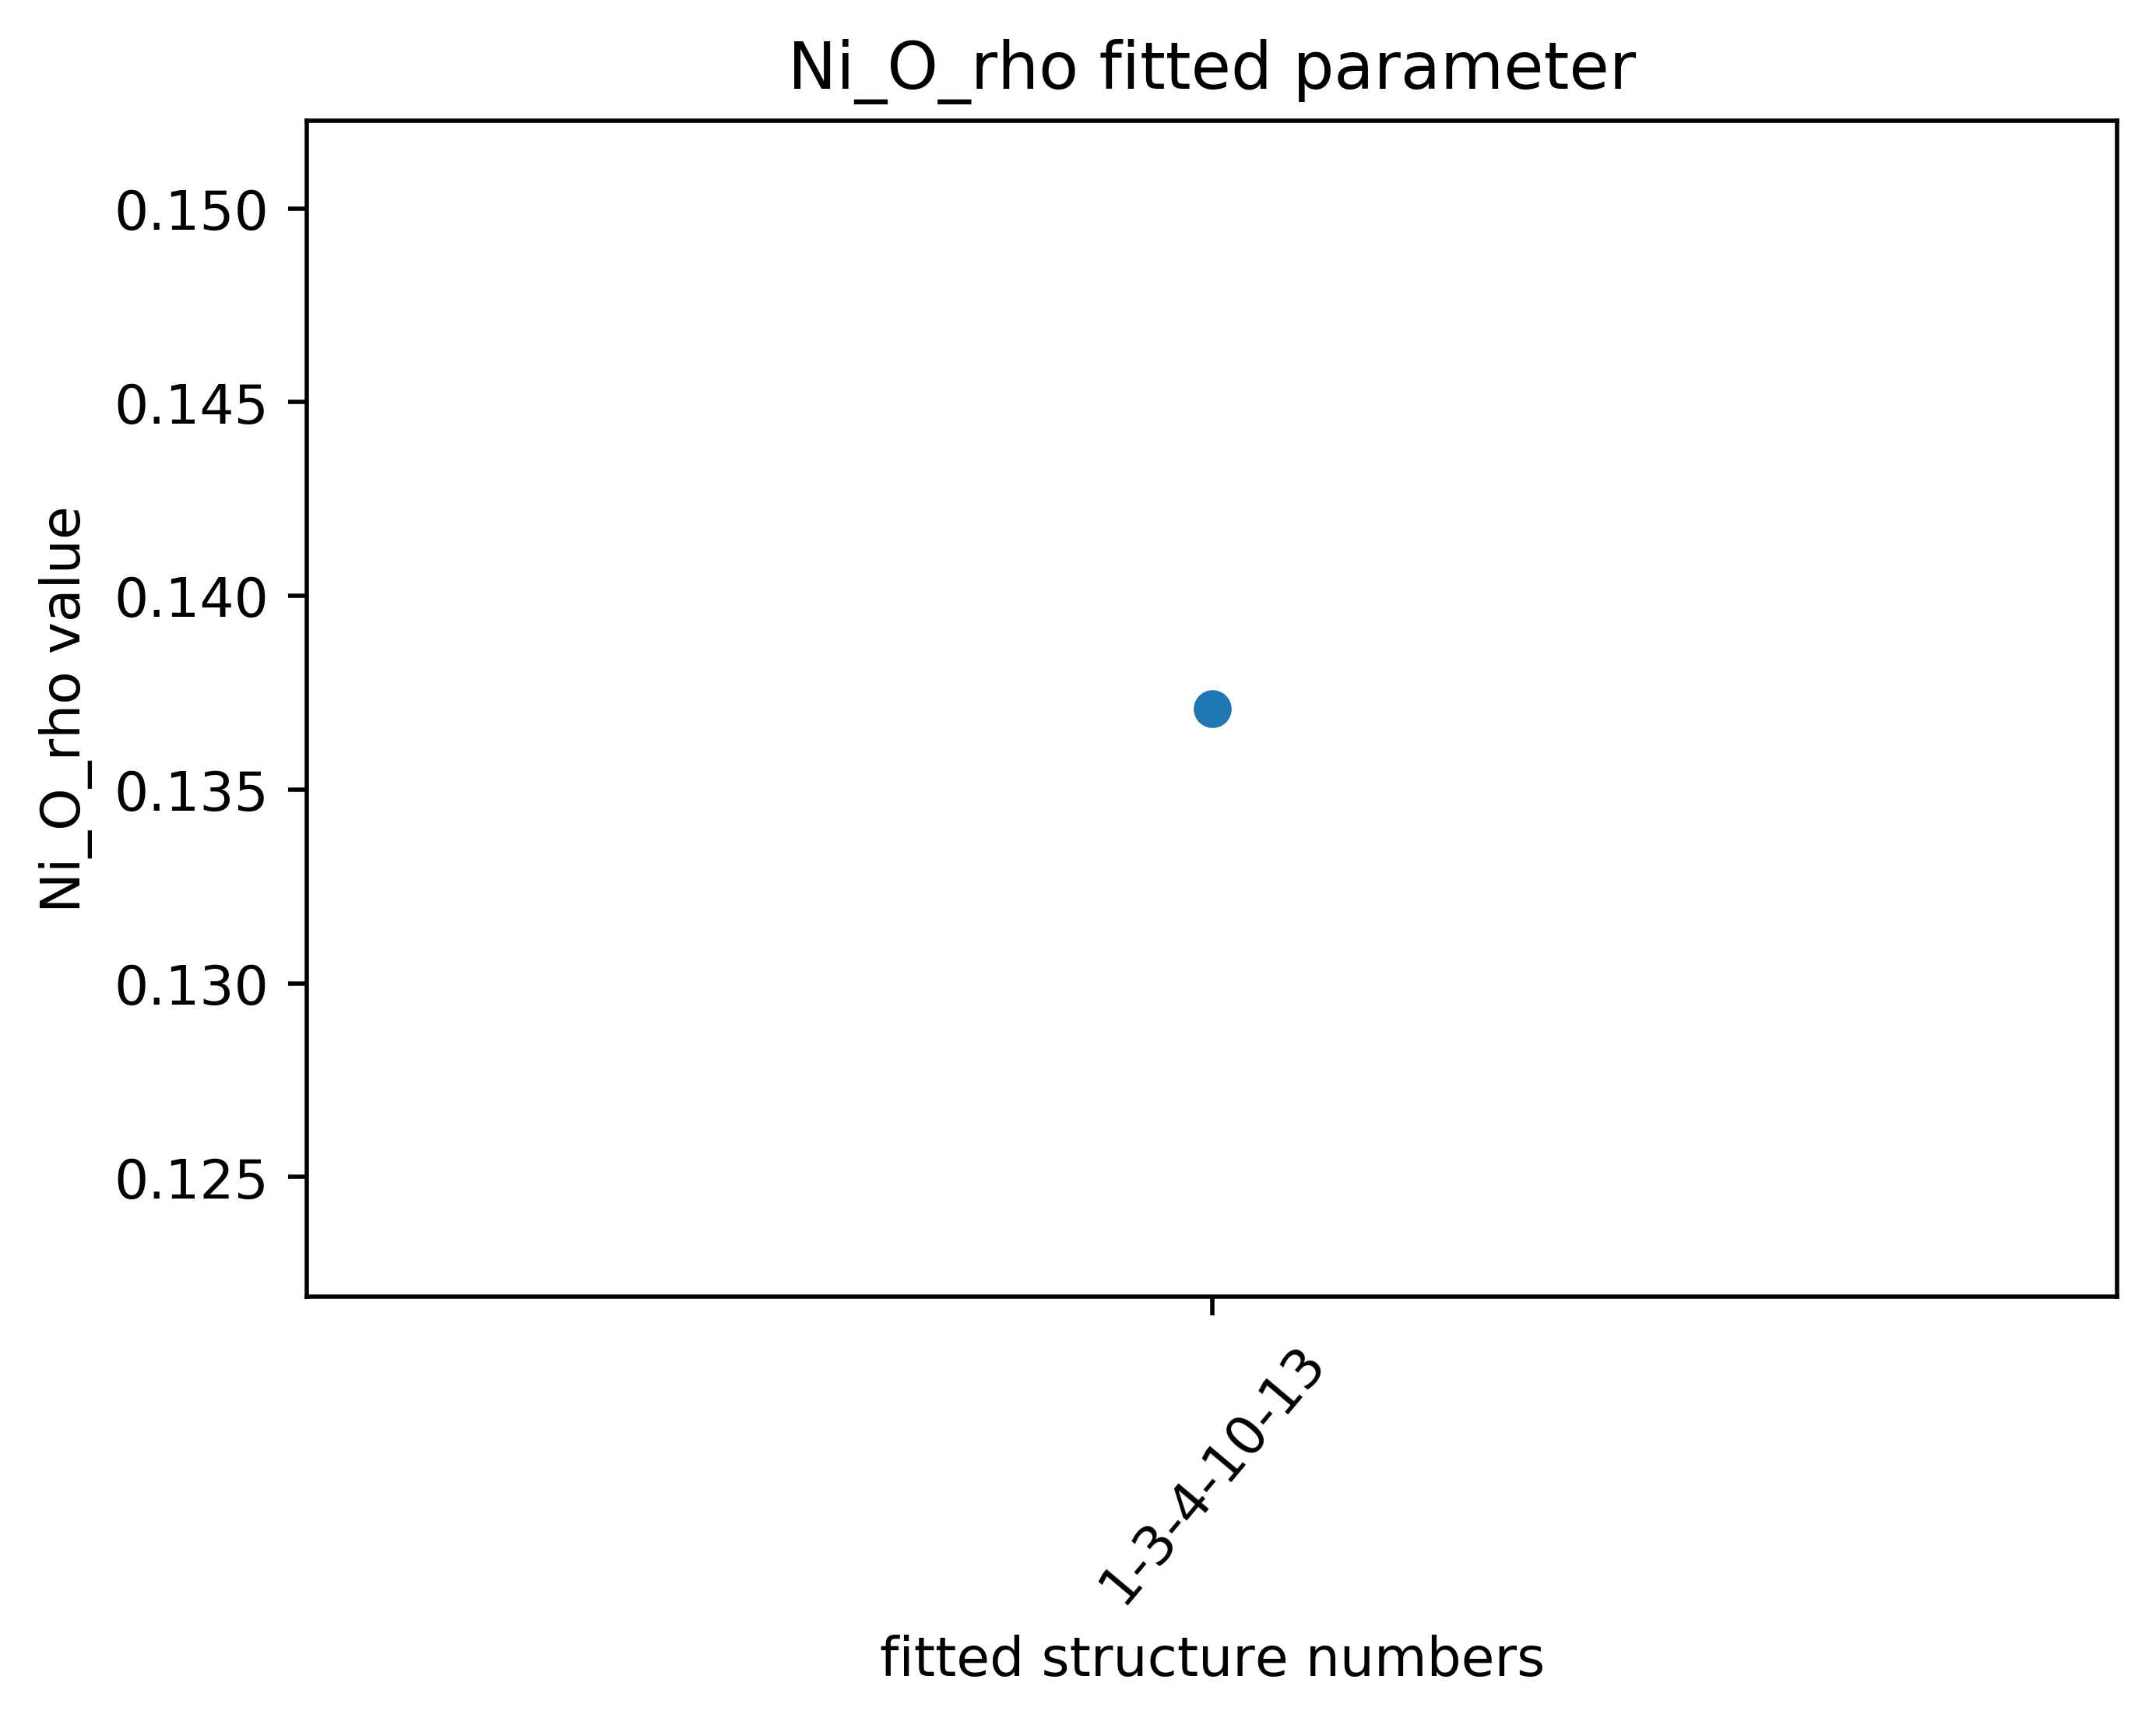 Ni_O_rho fitted parameter
Ni_O_rho value
0.150
0.145
0.140
0.135
0.130
0.125
1-3-4-10-13
fitted structure numbers